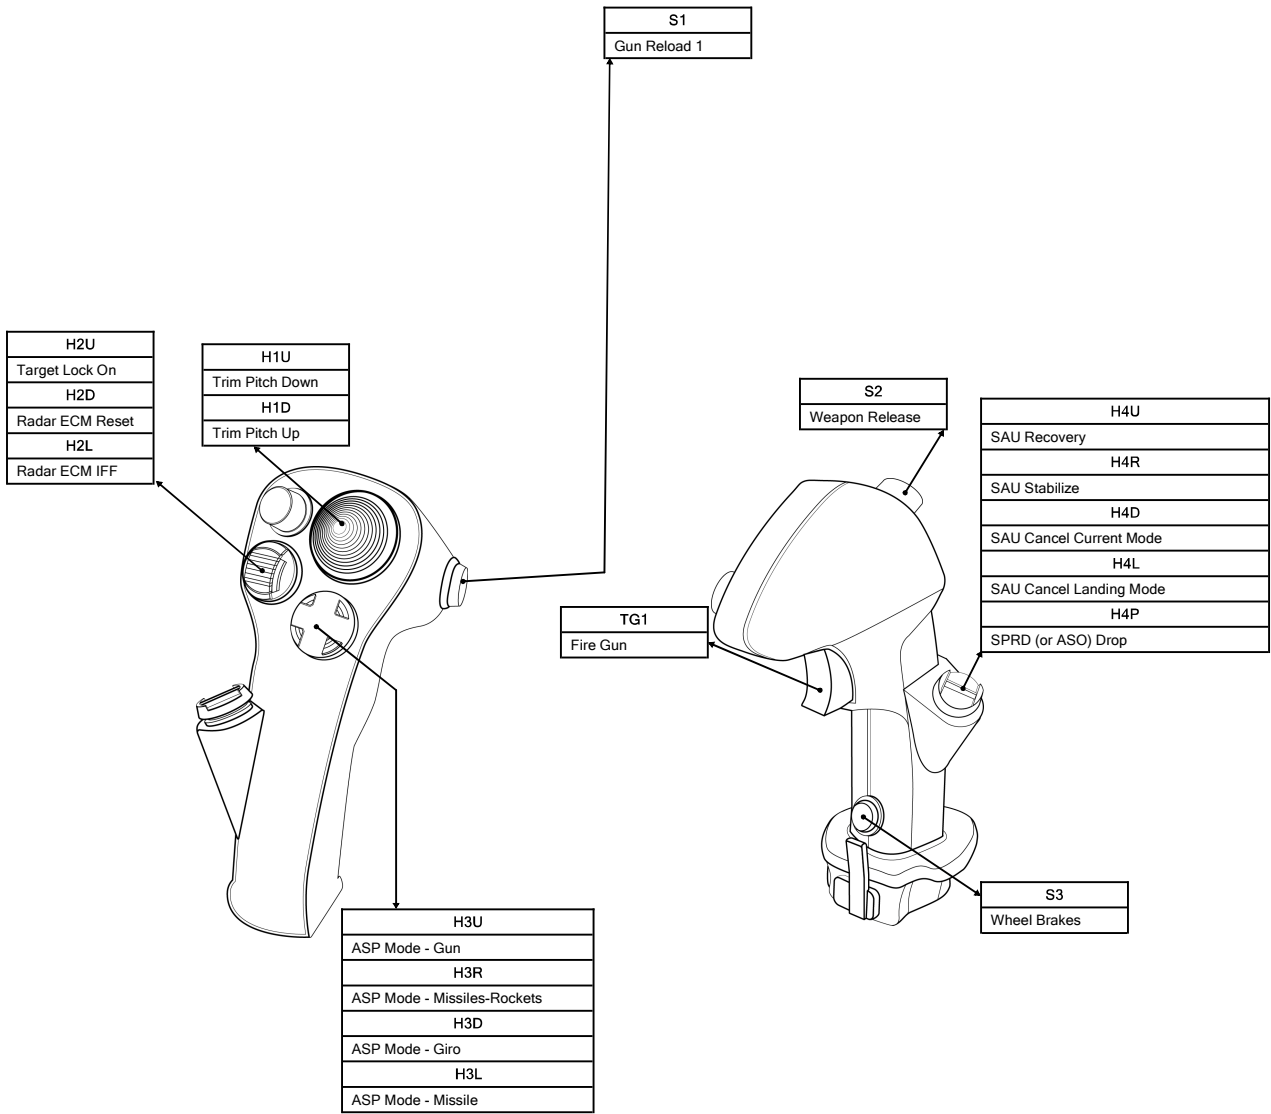 S1
Gun Reload 1
H2U
Target Lock On
H2D
Radar ECM Reset
H2L
Radar ECM IFF
H1U
Trim Pitch Down
H1D
Trim Pitch Up
S2
Weapon Release
H4U
SAU Recovery
H4R
SAU Stabilize
H4D
SAU Cancel Current Mode
H4L
SAU Cancel Landing Mode
H4P
SPRD (or ASO) Drop
TG1
Fire Gun
S3
Wheel Brakes
H3U
ASP Mode - Gun
H3R
ASP Mode - Missiles-Rockets
H3D
ASP Mode - Giro
H3L
ASP Mode - Missile